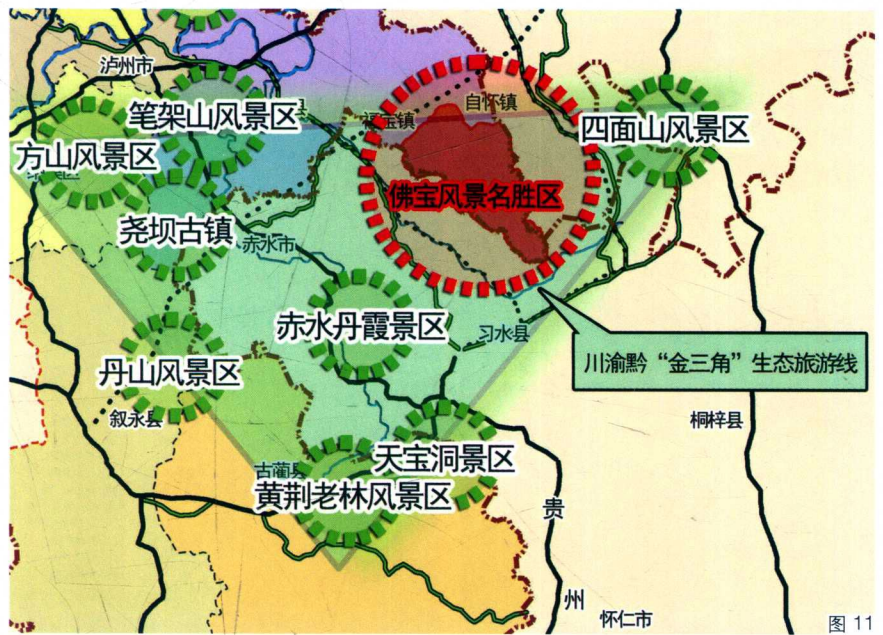 泸州市
自怀镇
笔架山风景区
县
福宝镇
四面山风景区
方山风景区
佛宝风景名胜区
尧坝古镇
赤水市
赤水丹霞景区
习水县
川渝黔“金三角”生态旅游线
丹山风景区
叙永县
桐梓县
天宝洞景区
古蔺县
黄荆老林风景区
贵
州
怀仁市
图 11